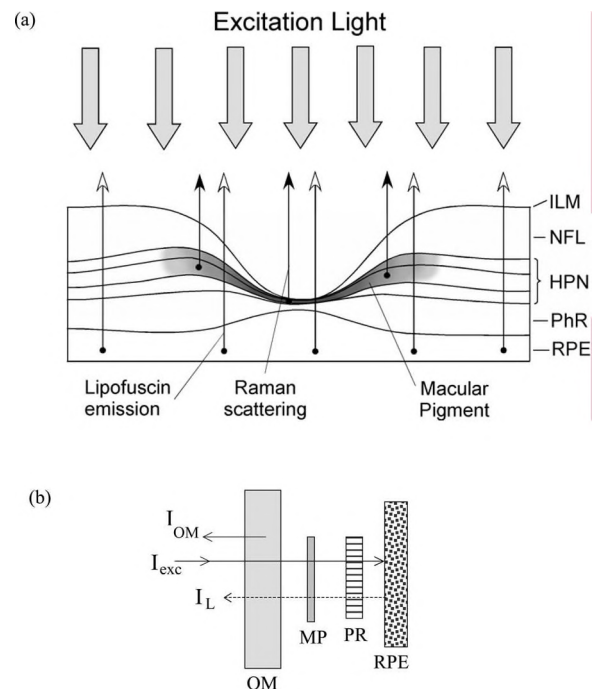 (a)
Excitation Light
ILM
NFL
HPN
PhR
RPE
Lipofuscin
emission
Raman
scattering
Macular
Pigment
(b)
I_OM
I_exc
I_L
MP
PR
RPE
OM